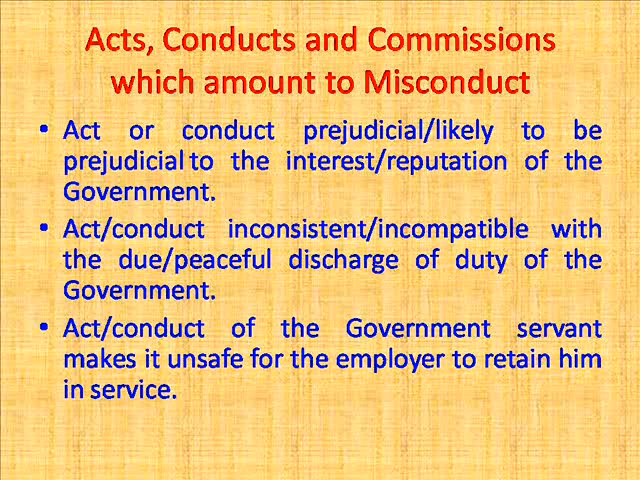 Acts, Conducts and Commissions
which amount to Misconduct
• Act or conduct prejudicial/likely to be
prejudicial to the interest/reputation of the
Government.
• Act/conduct inconsistent/incompatible with
the due/peaceful discharge of duty of the
Government.
• Act/conduct of the Government servant
makes it unsafe for the employer to retain him
in service.